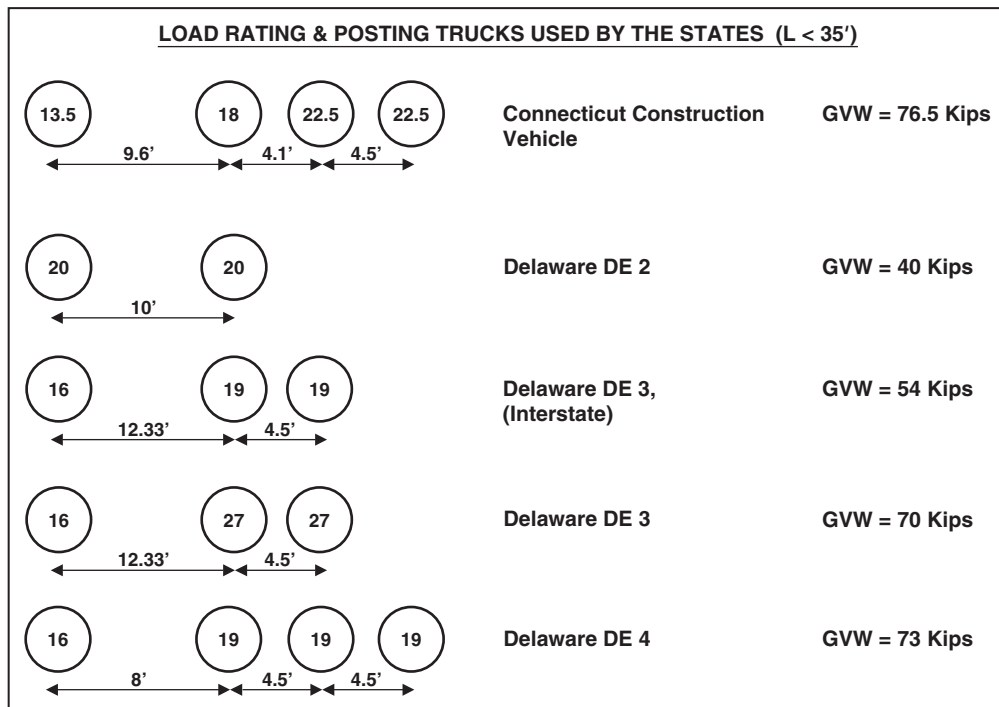 LOAD RATING & POSTING TRUCKS USED BY THE STATES (L < 35′)
13.5 18 22.5 22.5 Connecticut Construction GVW = 76.5 Kips
Vehicle
9.6’ 4.1’ 4.5’
20 20 Delaware DE 2 GVW = 40 Kips
10’
16 19 19 Delaware DE 3, GVW = 54 Kips
(Interstate)
12.33’ 4.5’
16 27 27 Delaware DE 3 GVW = 70 Kips
12.33’ 4.5’
16 19 19 19 Delaware DE 4 GVW = 73 Kips
8’ 4.5’ 4.5’